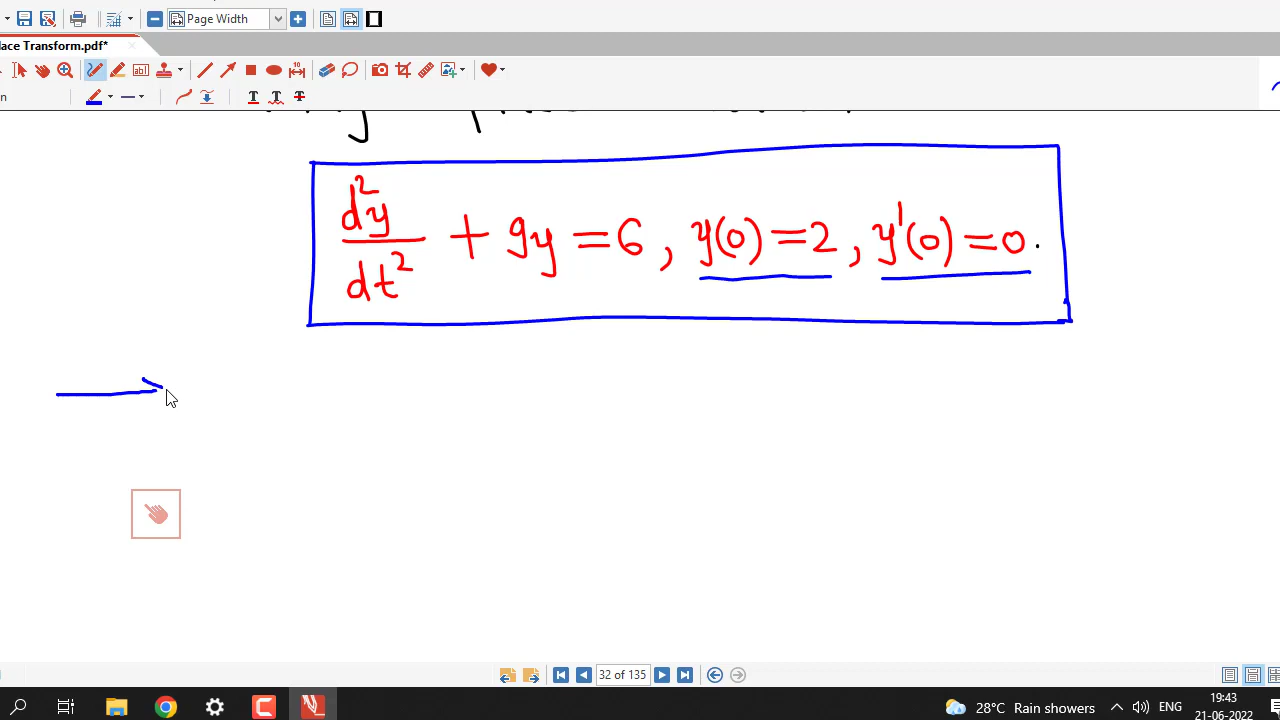 Page Width
lace Transform.pdf*
n
d²y/dt² + 9y = 6, y(0) = 2, y'(0) = 0.
32 of 135
28°C Rain showers
ENG
19:43
21-06-2022